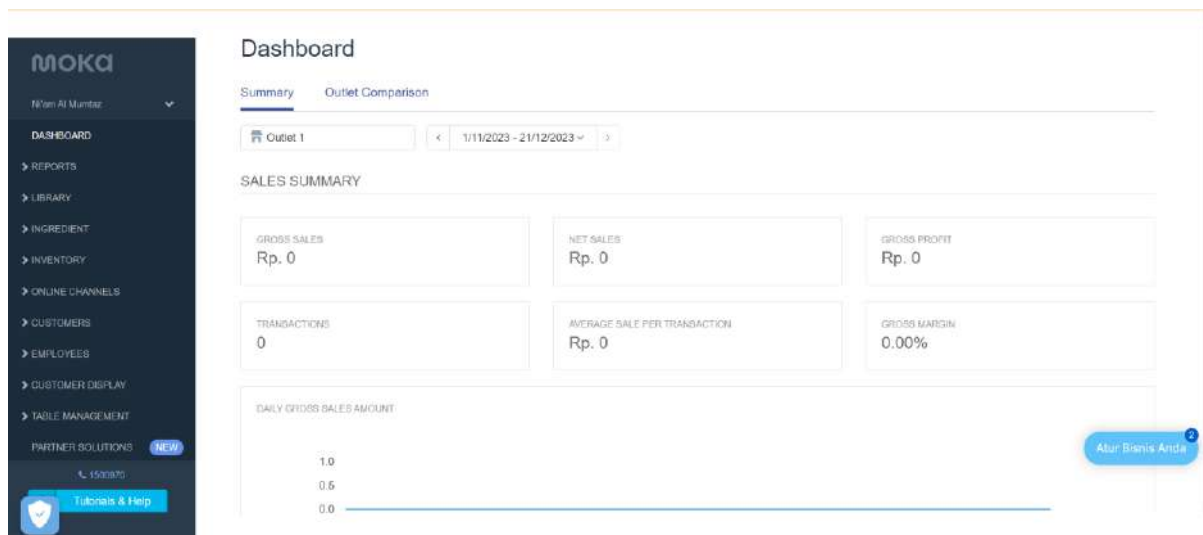 MOKA
Ni'am Al Mumtaz
DASHBOARD
REPORTS
LIBRARY
INGREDIENT
INVENTORY
ONLINE CHANNELS
CUSTOMERS
EMPLOYEES
CUSTOMER DISPLAY
TABLE MANAGEMENT
PARTNER SOLUTIONS NEW
1500970
Tutorials & Help
Dashboard
Summary Outlet Comparison
Outlet 1 < 1/11/2023 - 21/12/2023 >
SALES SUMMARY
GROSS SALES NET SALES GROSS PROFIT
Rp. 0 Rp. 0 Rp. 0
TRANSACTIONS AVERAGE SALE PER TRANSACTION GROSS MARGIN
0 Rp. 0 0.00%
DAILY GROSS SALES AMOUNT
1.0
0.5
0.0
2
Atur Bisnis Anda